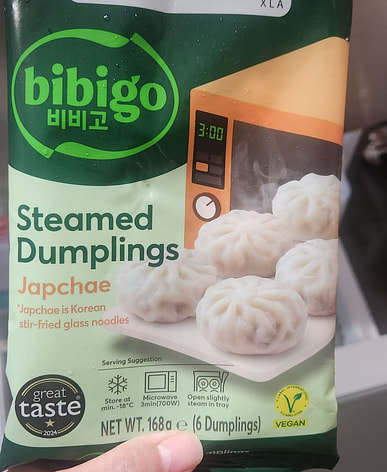 XLA
bibigo
비비고
3:00
Steamed
Dumplings
Japchae
*Japchae is Korean
stir-fried glass noodles
Serving Suggestion
Store at
min. -18°C
Microwave
3min(700W)
Open slightly
steam in tray
great
taste
2024
VEGAN
NET WT. 168g ℮ (6 Dumplings)